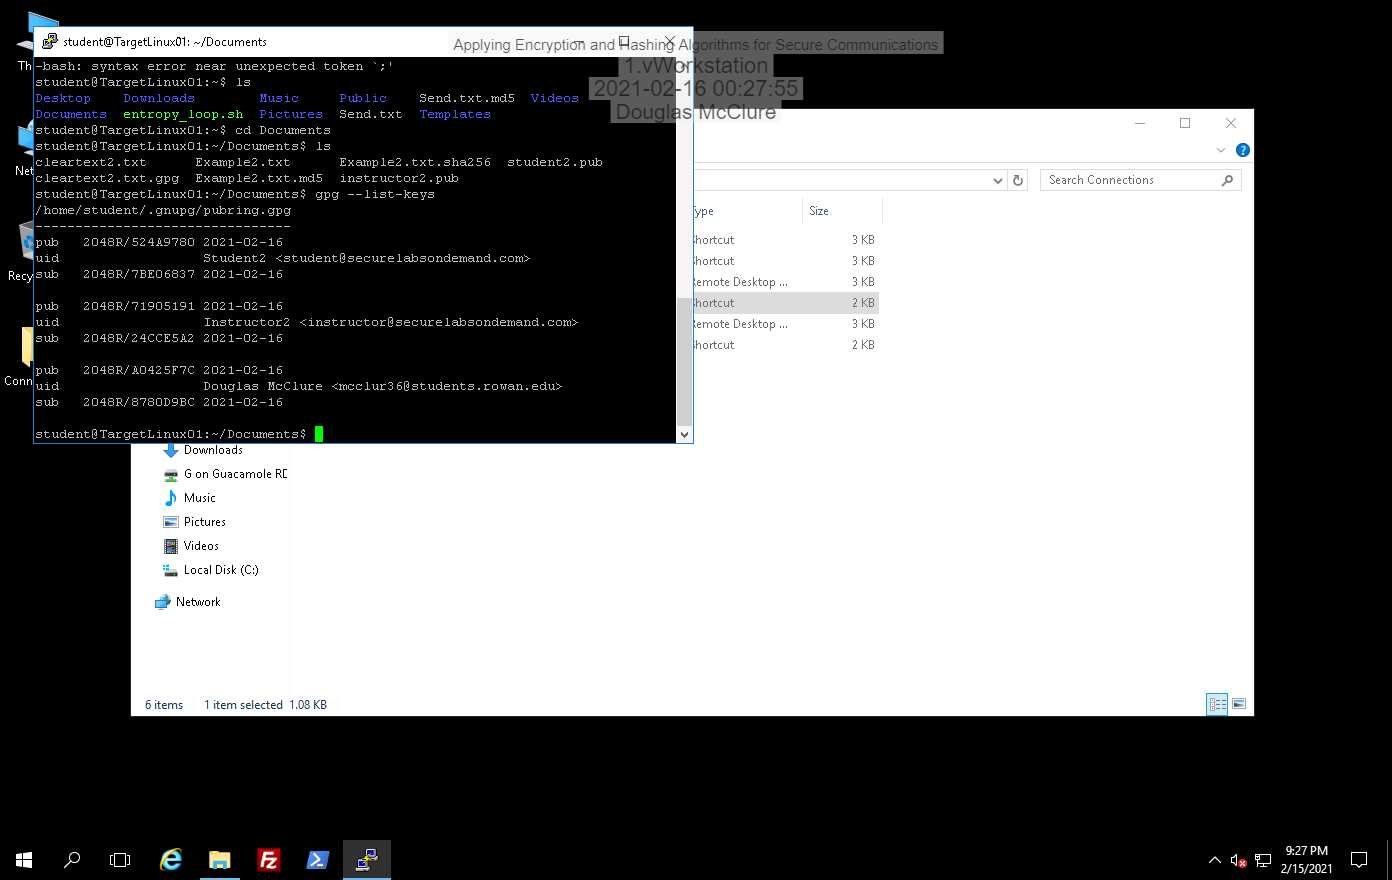 student@TargetLinux01: ~/Documents
Applying Encryption and Hashing Algorithms for Secure Communications
1.vWorkstation
2021-02-16 00:27:55
Douglas McClure
-bash: syntax error near unexpected token `;'
student@TargetLinux01:~$ ls
Desktop Downloads Music Public Send.txt.md5 Videos
Documents entropy_loop.sh Pictures Send.txt Templates
student@TargetLinux01:~$ cd Documents
student@TargetLinux01:~/Documents$ ls
cleartext2.txt Example2.txt Example2.txt.sha256 student2.pub
cleartext2.txt.gpg Example2.txt.md5 instructor2.pub
student@TargetLinux01:~/Documents$ gpg --list-keys
/home/student/.gnupg/pubring.gpg
--------------------------------
pub 2048R/524A9780 2021-02-16
uid Student2 <student@securelabsondemand.com>
sub 2048R/7BE06837 2021-02-16
pub 2048R/71905191 2021-02-16
uid Instructor2 <instructor@securelabsondemand.com>
sub 2048R/24CCE5A2 2021-02-16
pub 2048R/A0425F7C 2021-02-16
uid Douglas McClure <mcclur36@students.rowan.edu>
sub 2048R/8780D9BC 2021-02-16
student@TargetLinux01:~/Documents$
Th
Net
Recy
Conn
Search Connections
Type Size
Shortcut 3 KB
Shortcut 3 KB
Remote Desktop ... 3 KB
Shortcut 2 KB
Remote Desktop ... 3 KB
Shortcut 2 KB
Downloads
G on Guacamole RD
Music
Pictures
Videos
Local Disk (C:)
Network
6 items 1 item selected 1.08 KB
9:27 PM
2/15/2021